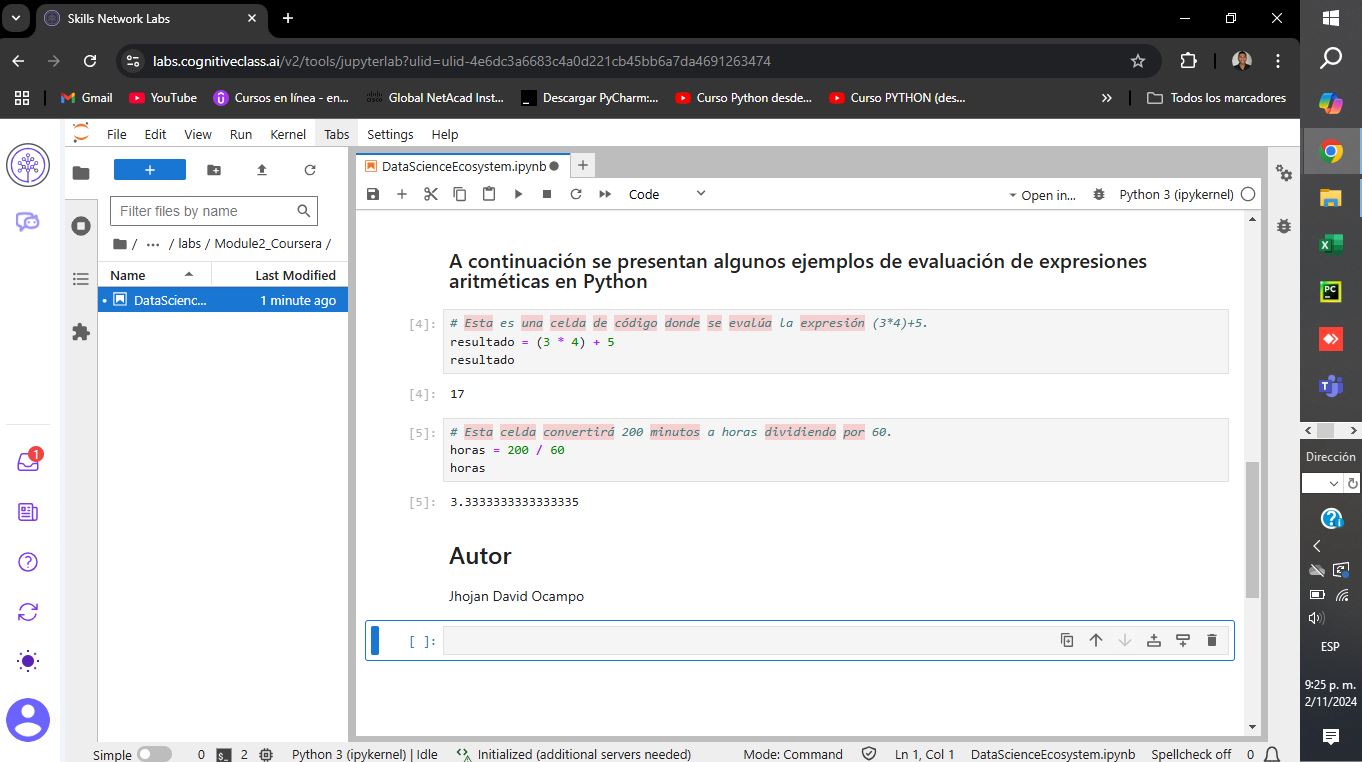 Skills Network Labs
labs.cognitiveclass.ai/v2/tools/jupyterlab?ulid=ulid-4e6dc3a6683c4a0d221cb45bb6a7da4691263474
Gmail YouTube Cursos en línea - en... Global NetAcad Inst... Descargar PyCharm:... Curso Python desde... Curso PYTHON (des... Todos los marcadores
File Edit View Run Kernel Tabs Settings Help
DataScienceEcosystem.ipynb
Code Open in... Python 3 (ipykernel)
Filter files by name
/ ··· / labs / Module2_Coursera /
Name Last Modified
DataScienc... 1 minute ago
A continuación se presentan algunos ejemplos de evaluación de expresiones
aritméticas en Python
[4]: # Esta es una celda de código donde se evalúa la expresión (3*4)+5.
resultado = (3 * 4) + 5
resultado
[4]: 17
[5]: # Esta celda convertirá 200 minutos a horas dividiendo por 60.
horas = 200 / 60
horas
[5]: 3.3333333333333335
Autor
Jhojan David Ocampo
[ ]:
1
Simple 0 2 Python 3 (ipykernel) | Idle Initialized (additional servers needed) Mode: Command Ln 1, Col 1 DataScienceEcosystem.ipynb Spellcheck off 0
Dirección
ESP
9:25 p. m.
2/11/2024